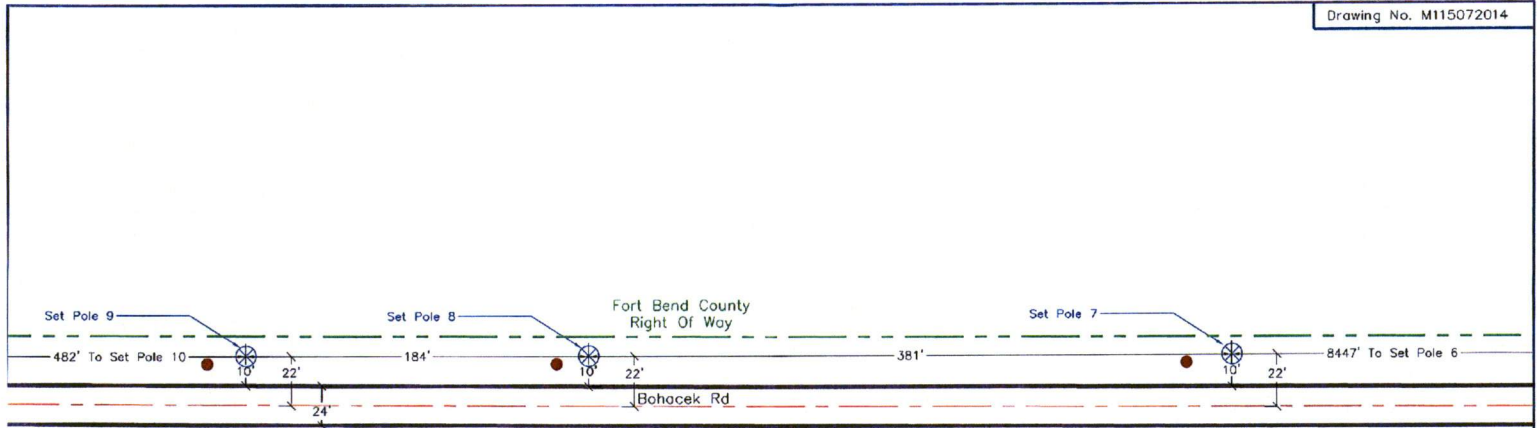 Drawing No. M115072014
Fort Bend County
Right Of Way
Set Pole 9
Set Pole 8
Set Pole 7
482' To Set Pole 10
184'
381'
8447' To Set Pole 6
10'
22'
10'
22'
10'
22'
24'
Bohacek Rd